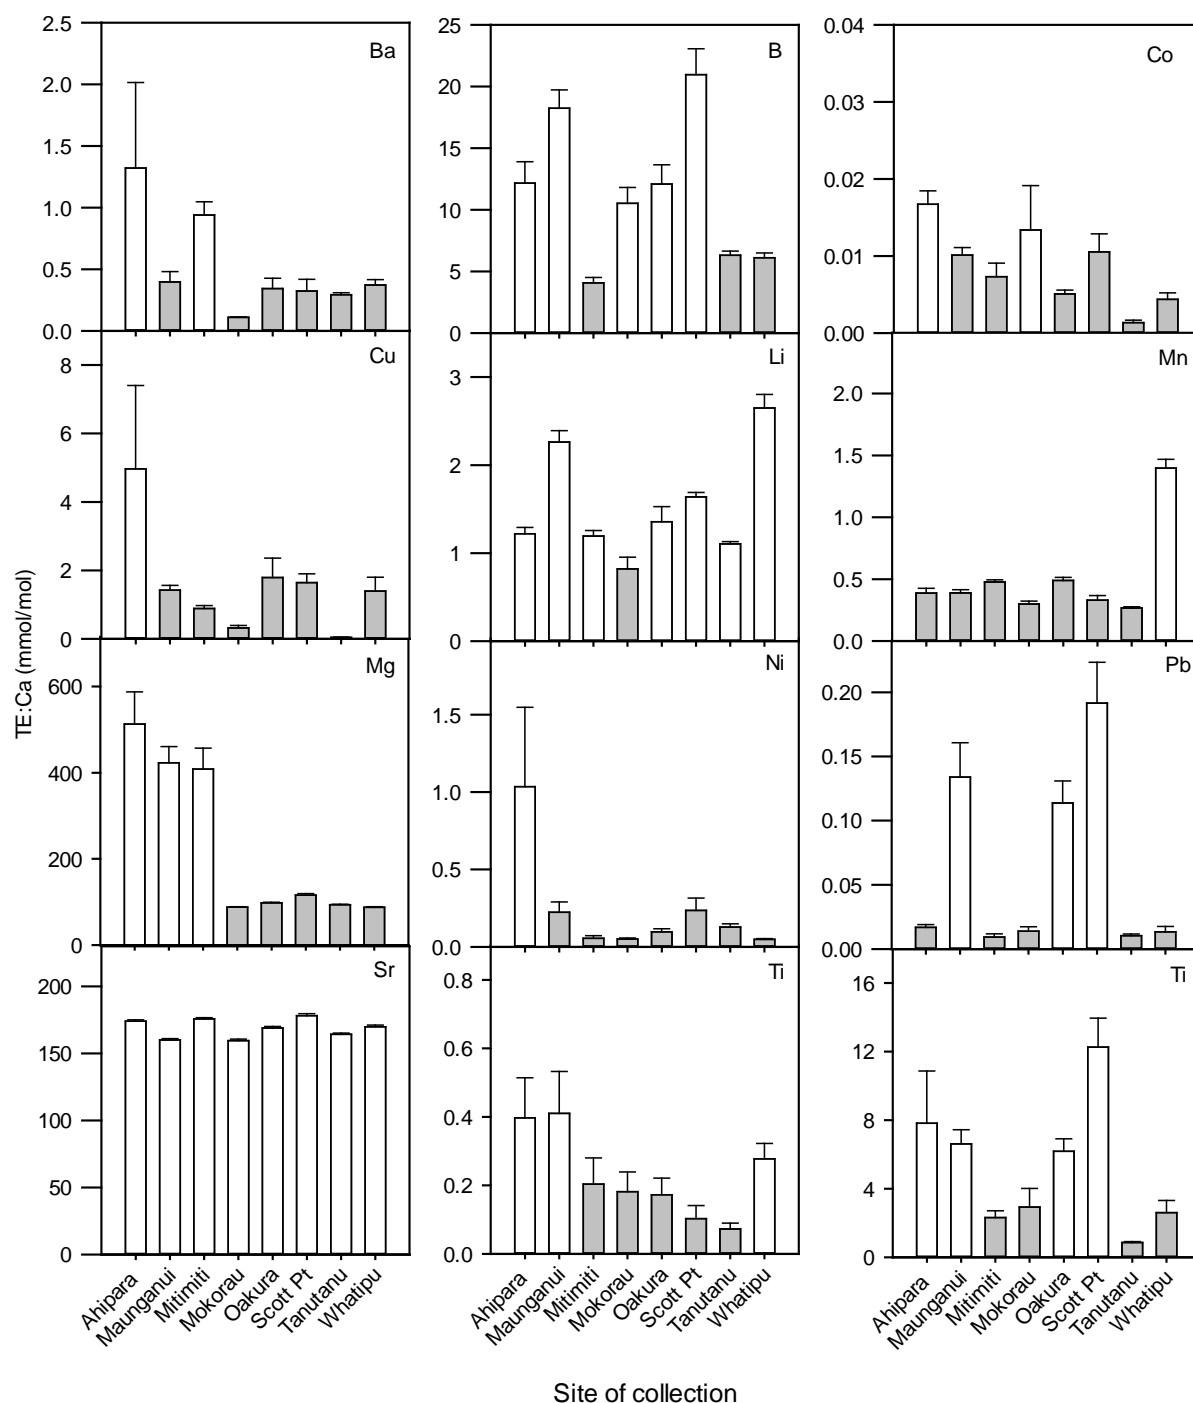 2.5
2.0
1.5
1.0
0.5
0.0
Ba
25
20
15
10
5
0
B
0.04
0.03
0.02
0.01
0.00
Co
8
6
4
2
0
Cu
3
2
1
0
Li
2.0
1.5
1.0
0.5
0.0
Mn
TE:Ca (mmol/mol)
600
400
200
0
Mg
1.5
1.0
0.5
0.0
Ni
0.20
0.15
0.10
0.05
0.00
Pb
200
150
100
50
0
Sr
0.8
0.6
0.4
0.2
0.0
Ti
16
12
8
4
0
Ti
Ahipara
Maunganui
Mitimiti
Mokorau
Oakura
Scott Pt
Tanutanu
Whatipu
Ahipara
Maunganui
Mitimiti
Mokorau
Oakura
Scott Pt
Tanutanu
Whatipu
Ahipara
Maunganui
Mitimiti
Mokorau
Oakura
Scott Pt
Tanutanu
Whatipu
Site of collection